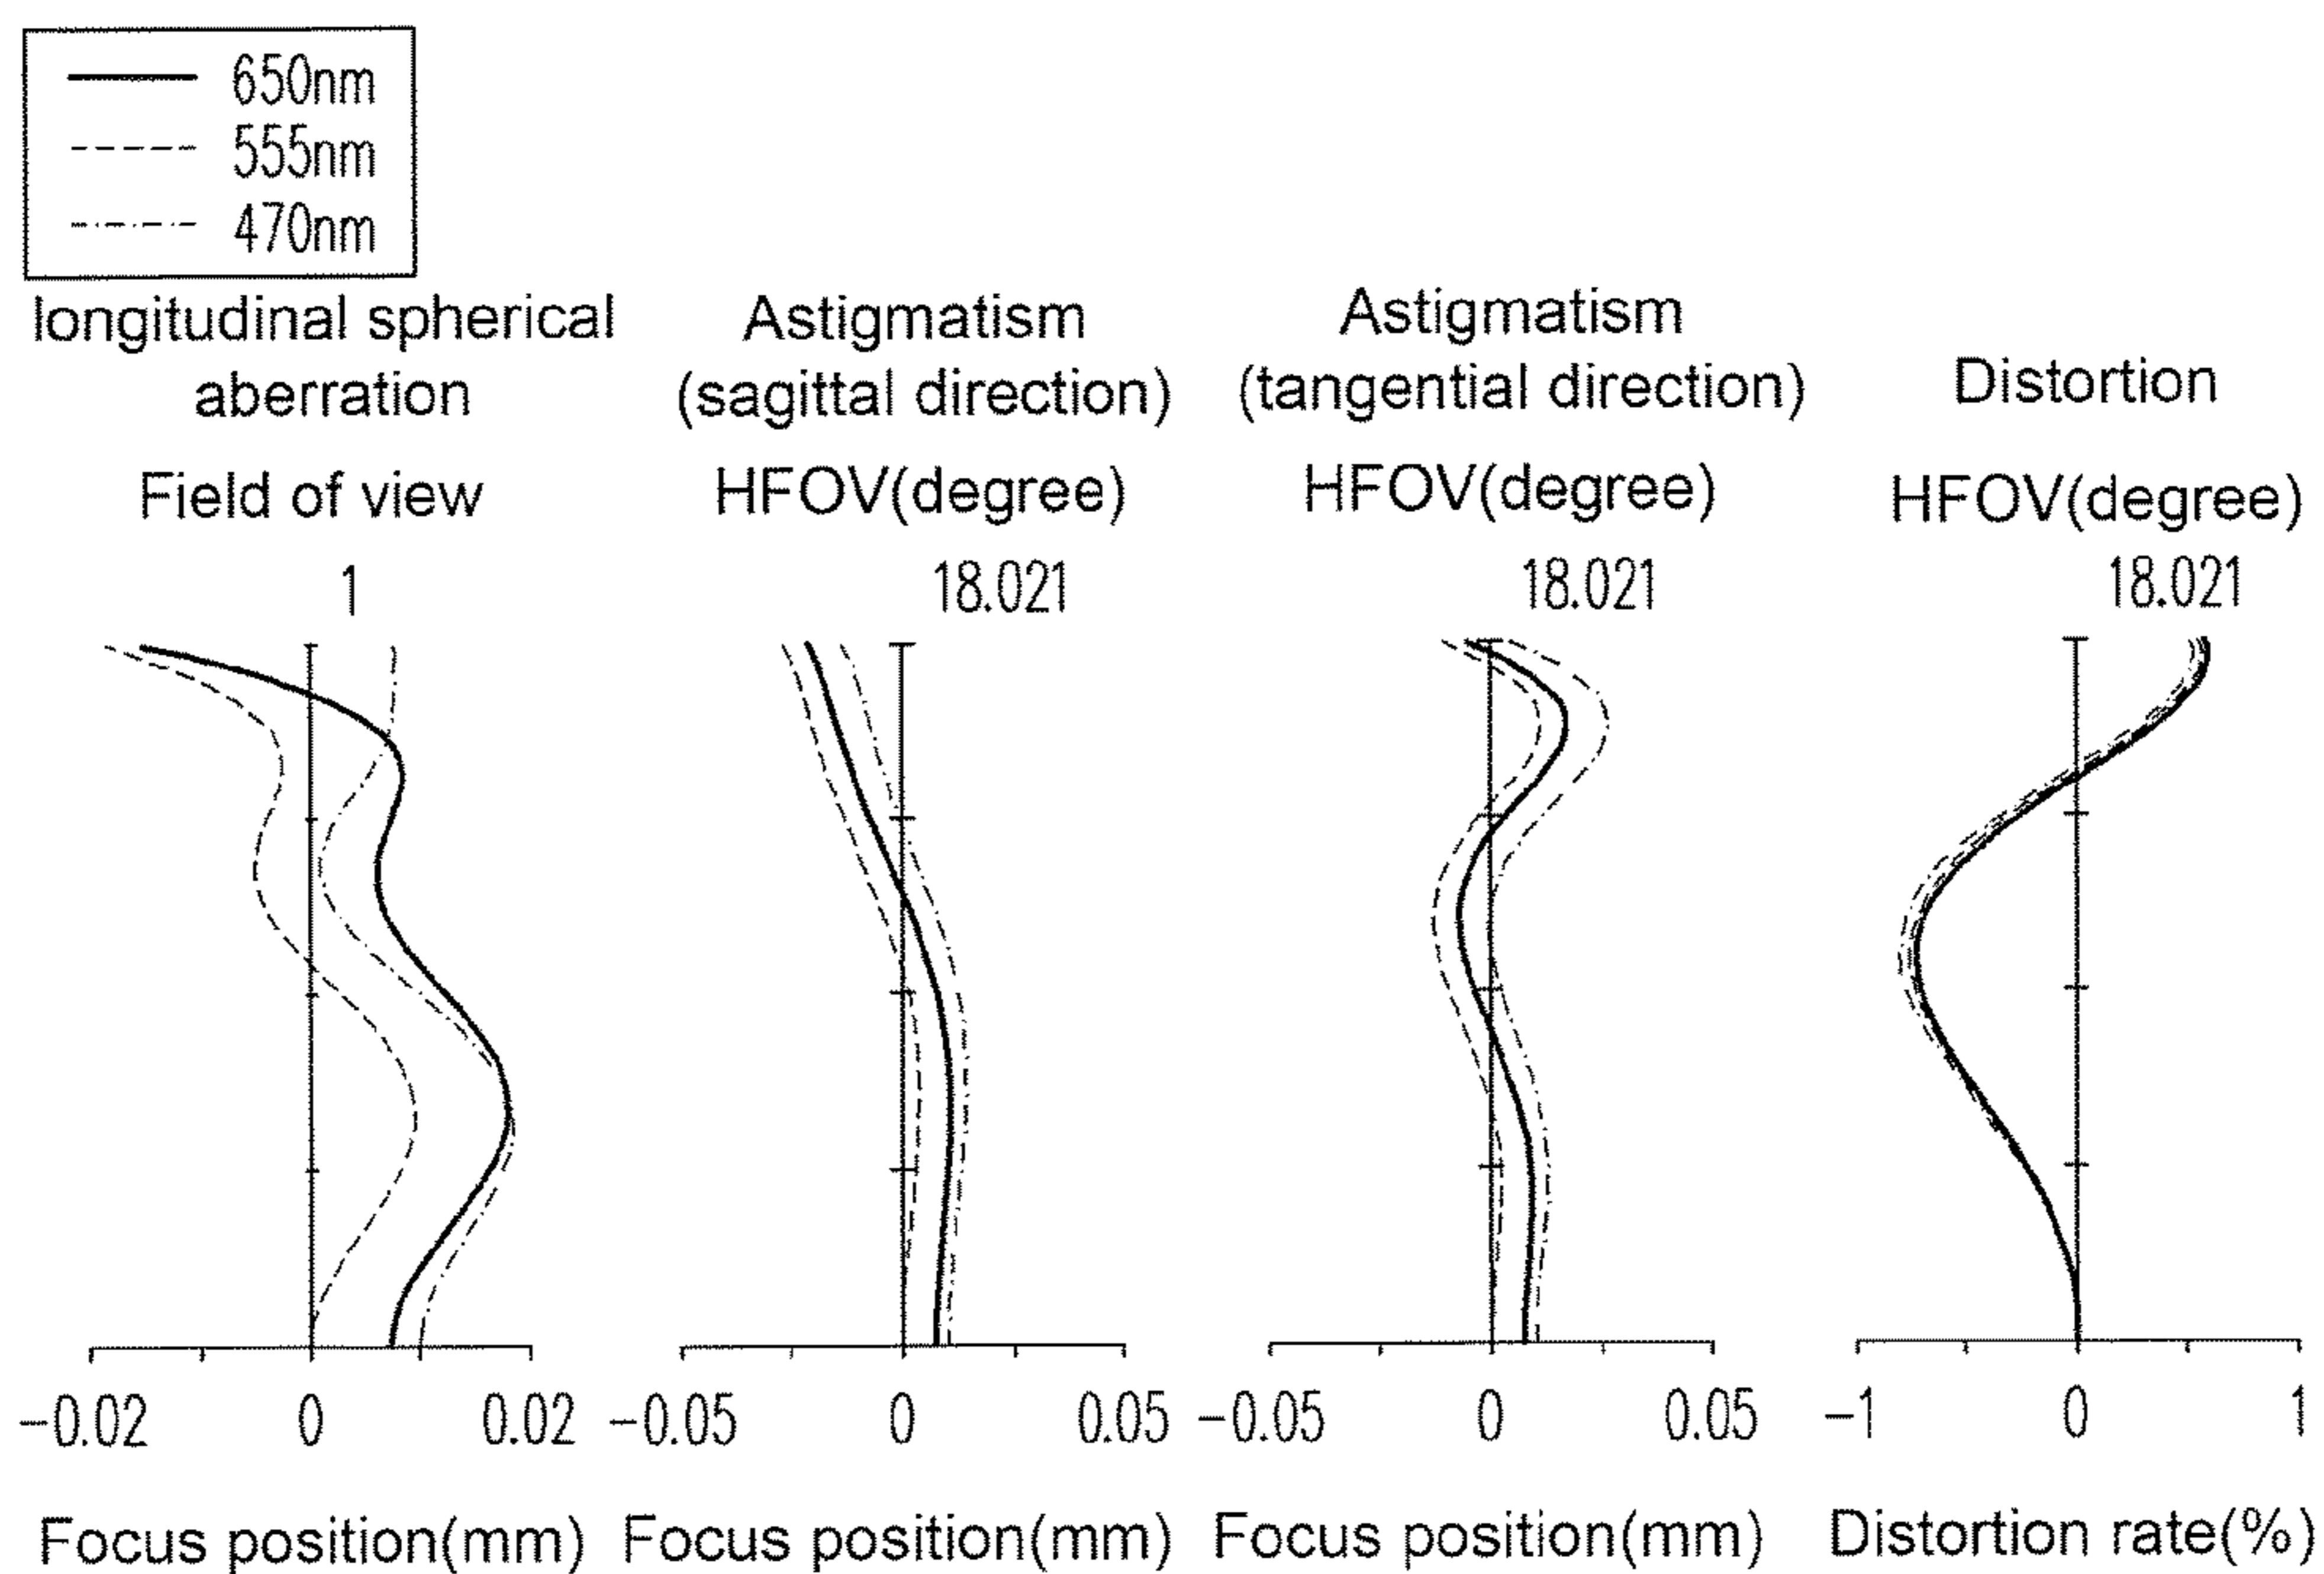 650nm
555nm
470nm
longitudinal spherical
aberration
Field of view
1
−0.02 0 0.02
Focus position(mm)
Astigmatism
(sagittal direction)
HFOV(degree)
18.021
−0.05 0 0.05
Focus position(mm)
Astigmatism
(tangential direction)
HFOV(degree)
18.021
−0.05 0 0.05
Focus position(mm)
Distortion
HFOV(degree)
18.021
−1 0 1
Distortion rate(%)